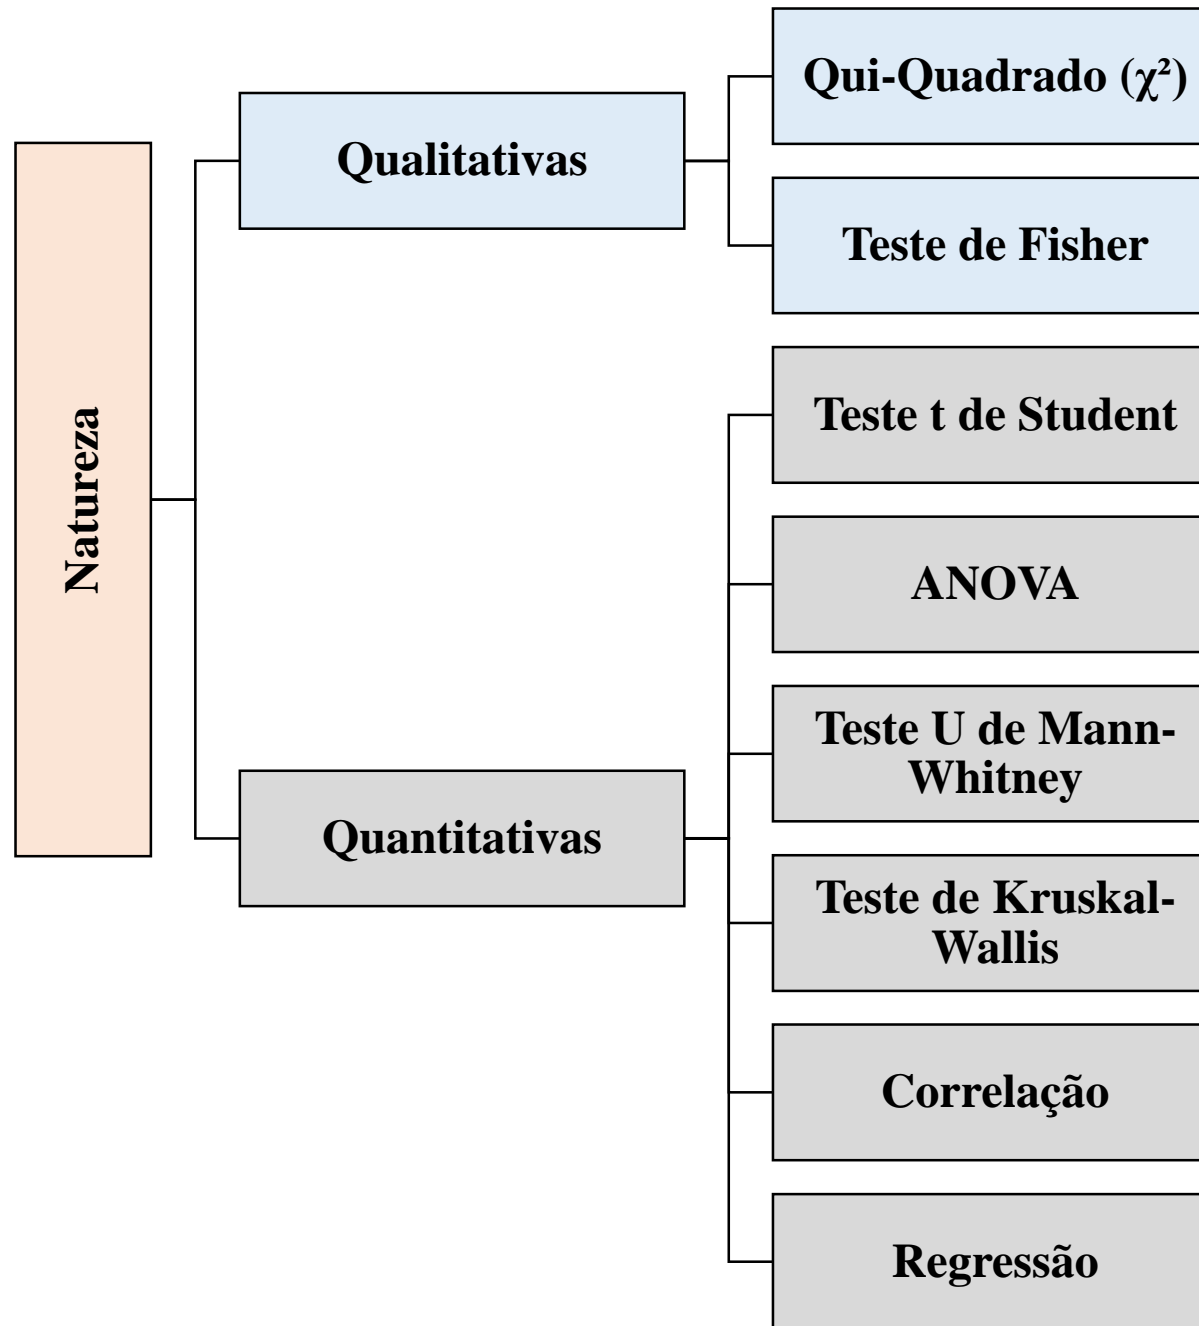 Natureza
Qualitativas
Qui-Quadrado (χ²)
Teste de Fisher
Quantitativas
Teste t de Student
ANOVA
Teste U de Mann-
Whitney
Teste de Kruskal-
Wallis
Correlação
Regressão